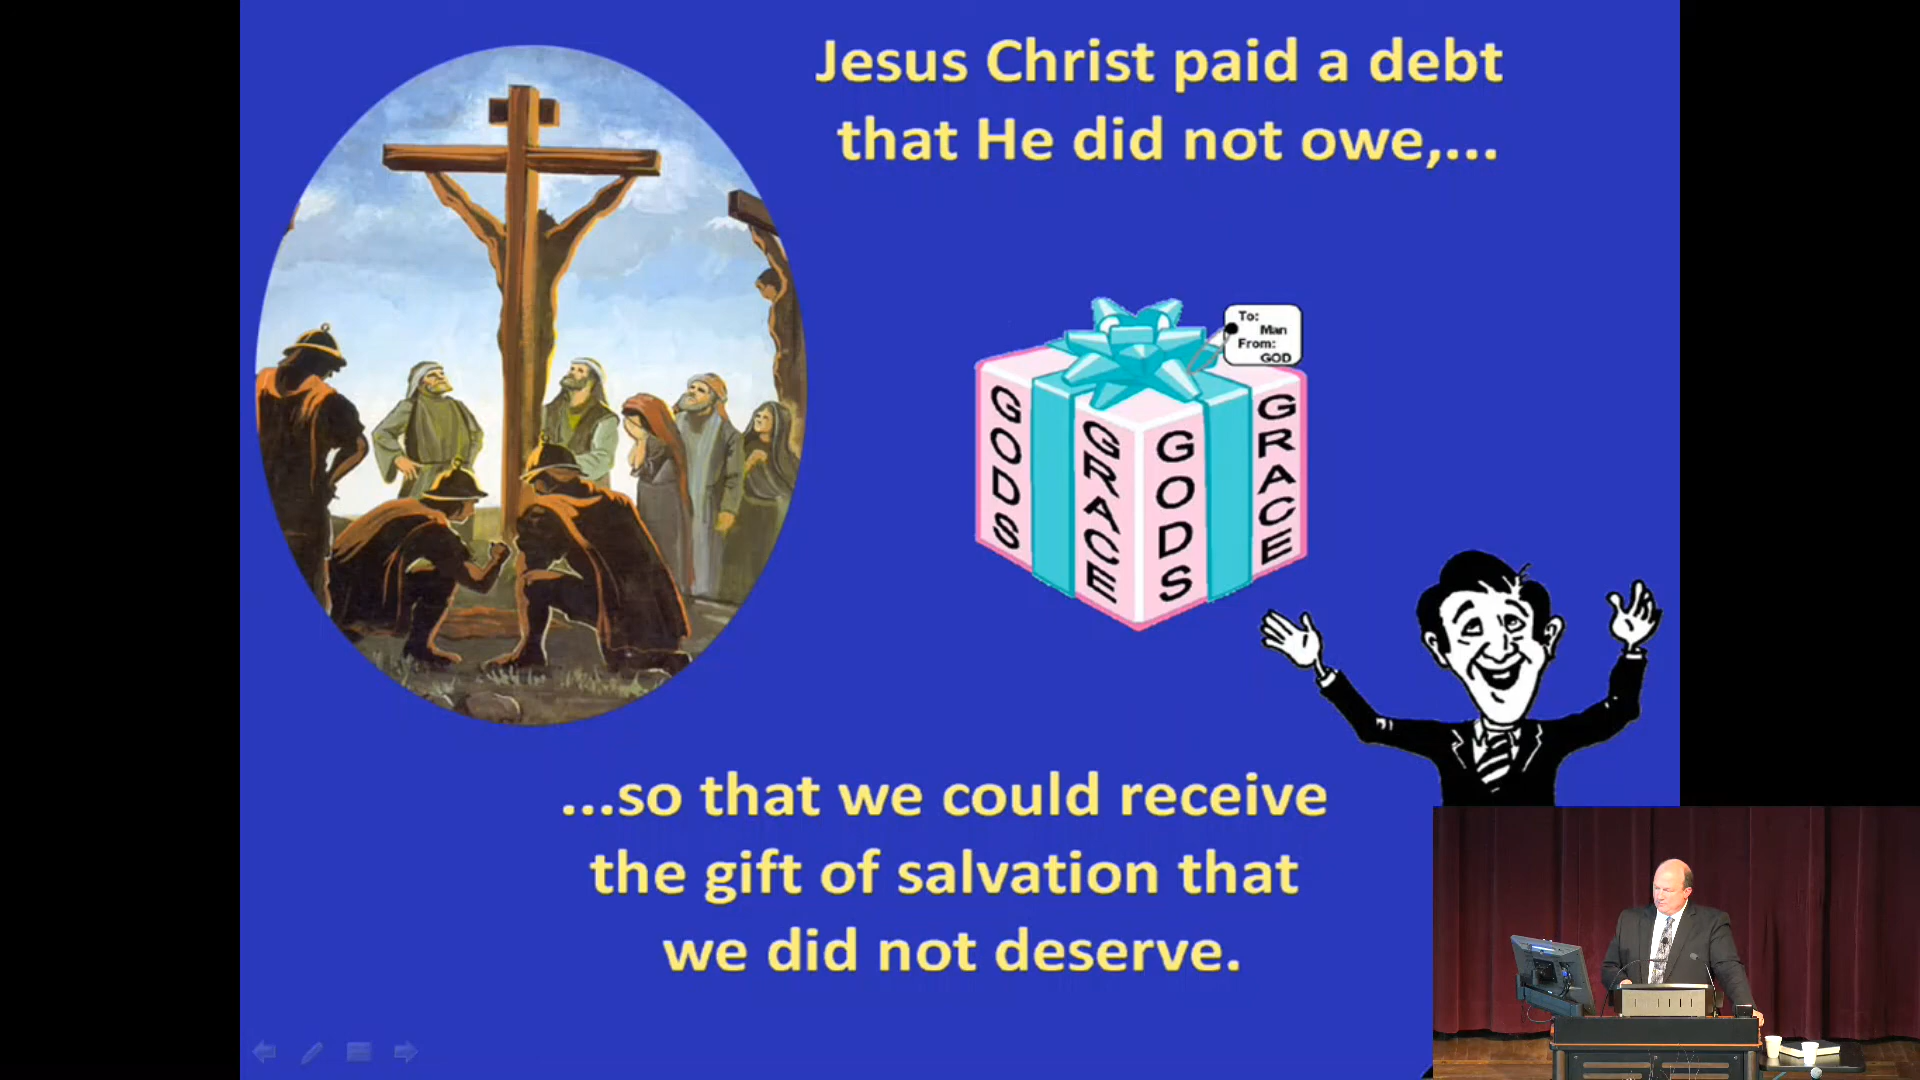 Jesus Christ paid a debt
that He did not owe,...
To:
Man
From:
GOD
GODS
GRACE
GODS
GRACE
...so that we could receive
the gift of salvation that
we did not deserve.